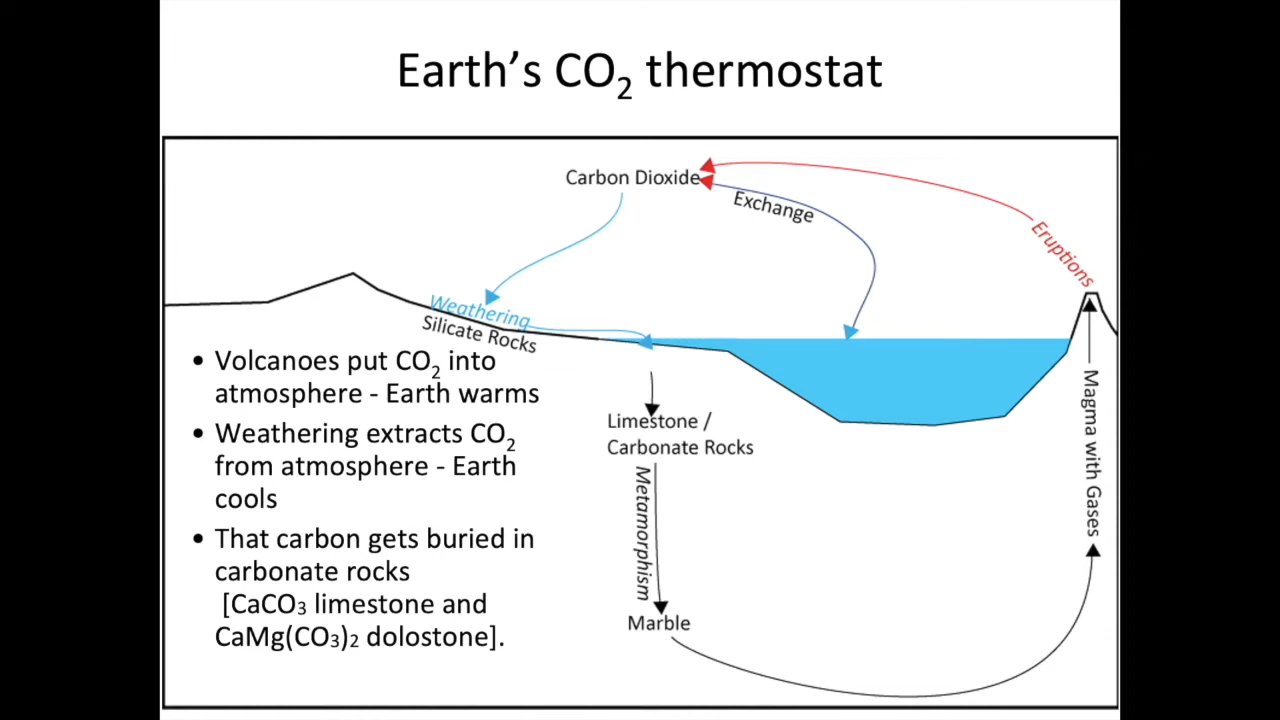 Earth’s CO₂ thermostat
Carbon Dioxide
Exchange
Eruptions
Weathering
Silicate Rocks
• Volcanoes put CO₂ into
atmosphere - Earth warms
• Weathering extracts CO₂
from atmosphere - Earth
cools
• That carbon gets buried in
carbonate rocks
[CaCO₃ limestone and
CaMg(CO₃)₂ dolostone].
Limestone /
Carbonate Rocks
Metamorphism
Marble
Magma with Gases